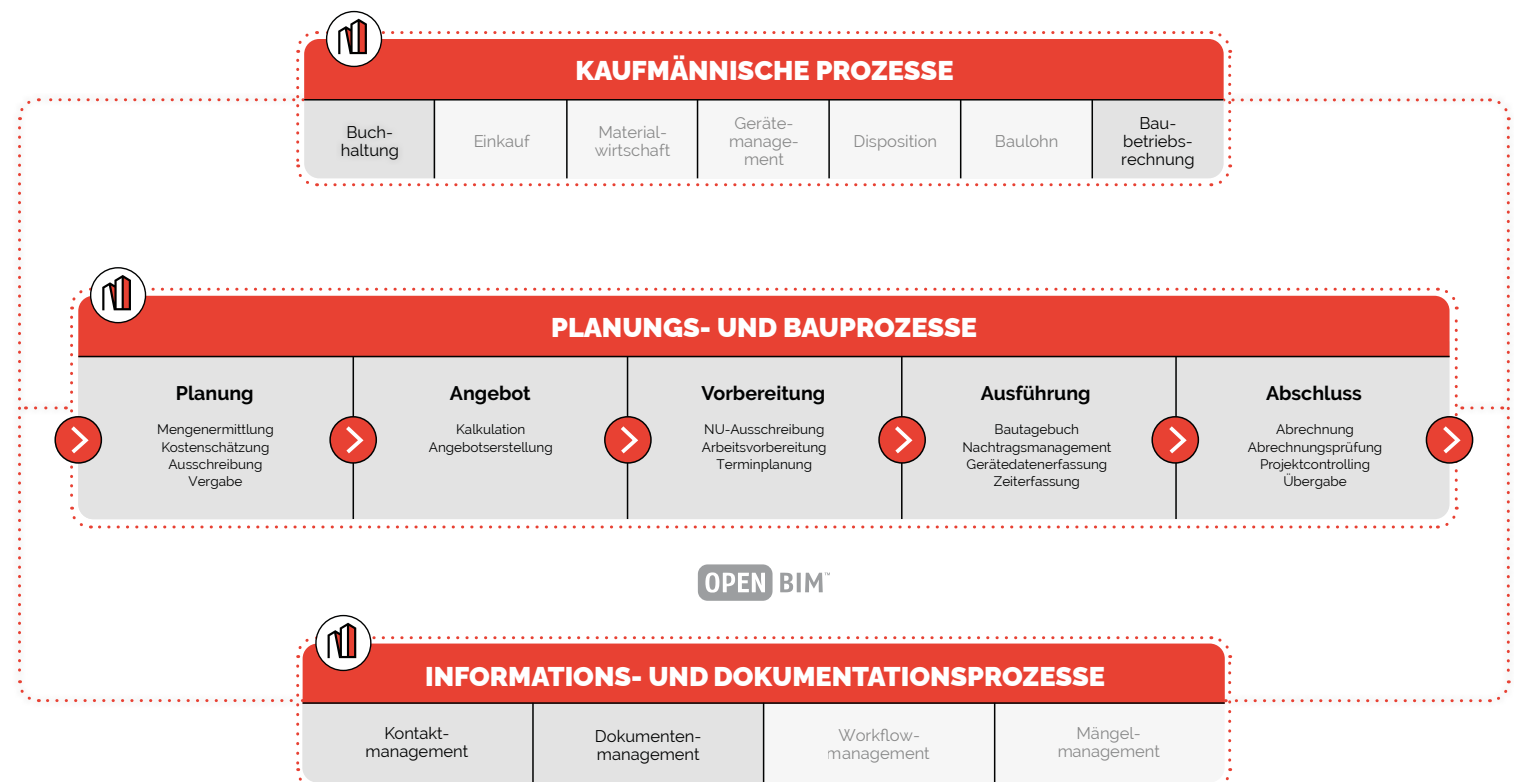 KAUFMÄNNISCHE PROZESSE
Buch-
haltung
Einkauf
Material-
wirtschaft
Geräte-
manage-
ment
Disposition
Baulohn
Bau-
betriebs-
rechnung
PLANUNGS- UND BAUPROZESSE
Planung
Mengenermittlung
Kostenschätzung
Ausschreibung
Vergabe
Angebot
Kalkulation
Angebotserstellung
Vorbereitung
NU-Ausschreibung
Arbeitsvorbereitung
Terminplanung
Ausführung
Bautagebuch
Nachtragsmanagement
Gerätedatenerfassung
Zeiterfassung
Abschluss
Abrechnung
Abrechnungsprüfung
Projektcontrolling
Übergabe
OPEN BIM™
INFORMATIONS- UND DOKUMENTATIONSPROZESSE
Kontakt-
management
Dokumenten-
management
Workflow-
management
Mängel-
management